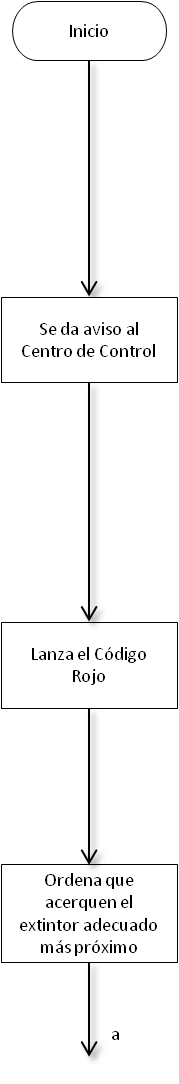 Inicio
Se da aviso al
Centro de Control
Lanza el Código
Rojo
Ordena que
acerquen el
extintor adecuado
más próximo
a